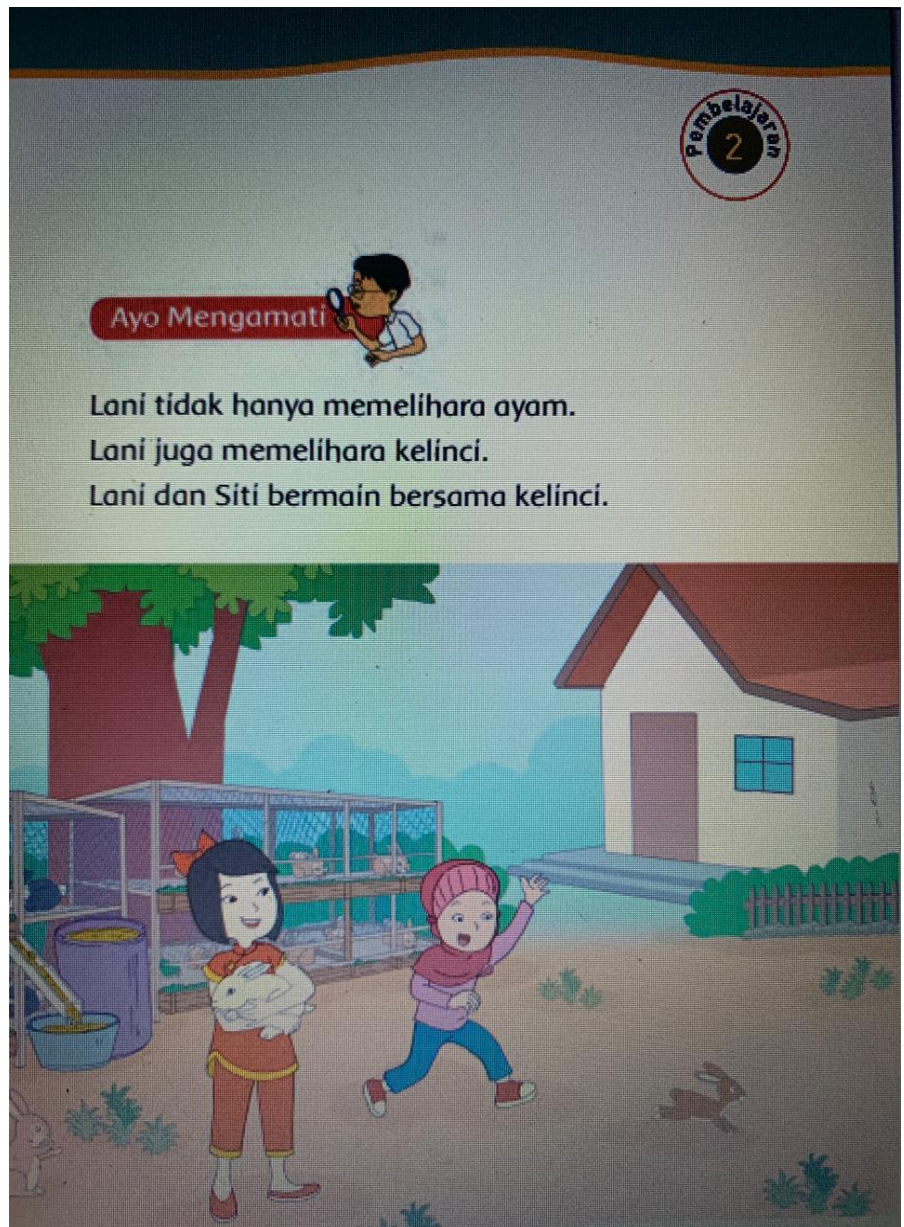 Pembelajaran
2
Ayo Mengamati
Lani tidak hanya memelihara ayam.
Lani juga memelihara kelinci.
Lani dan Siti bermain bersama kelinci.